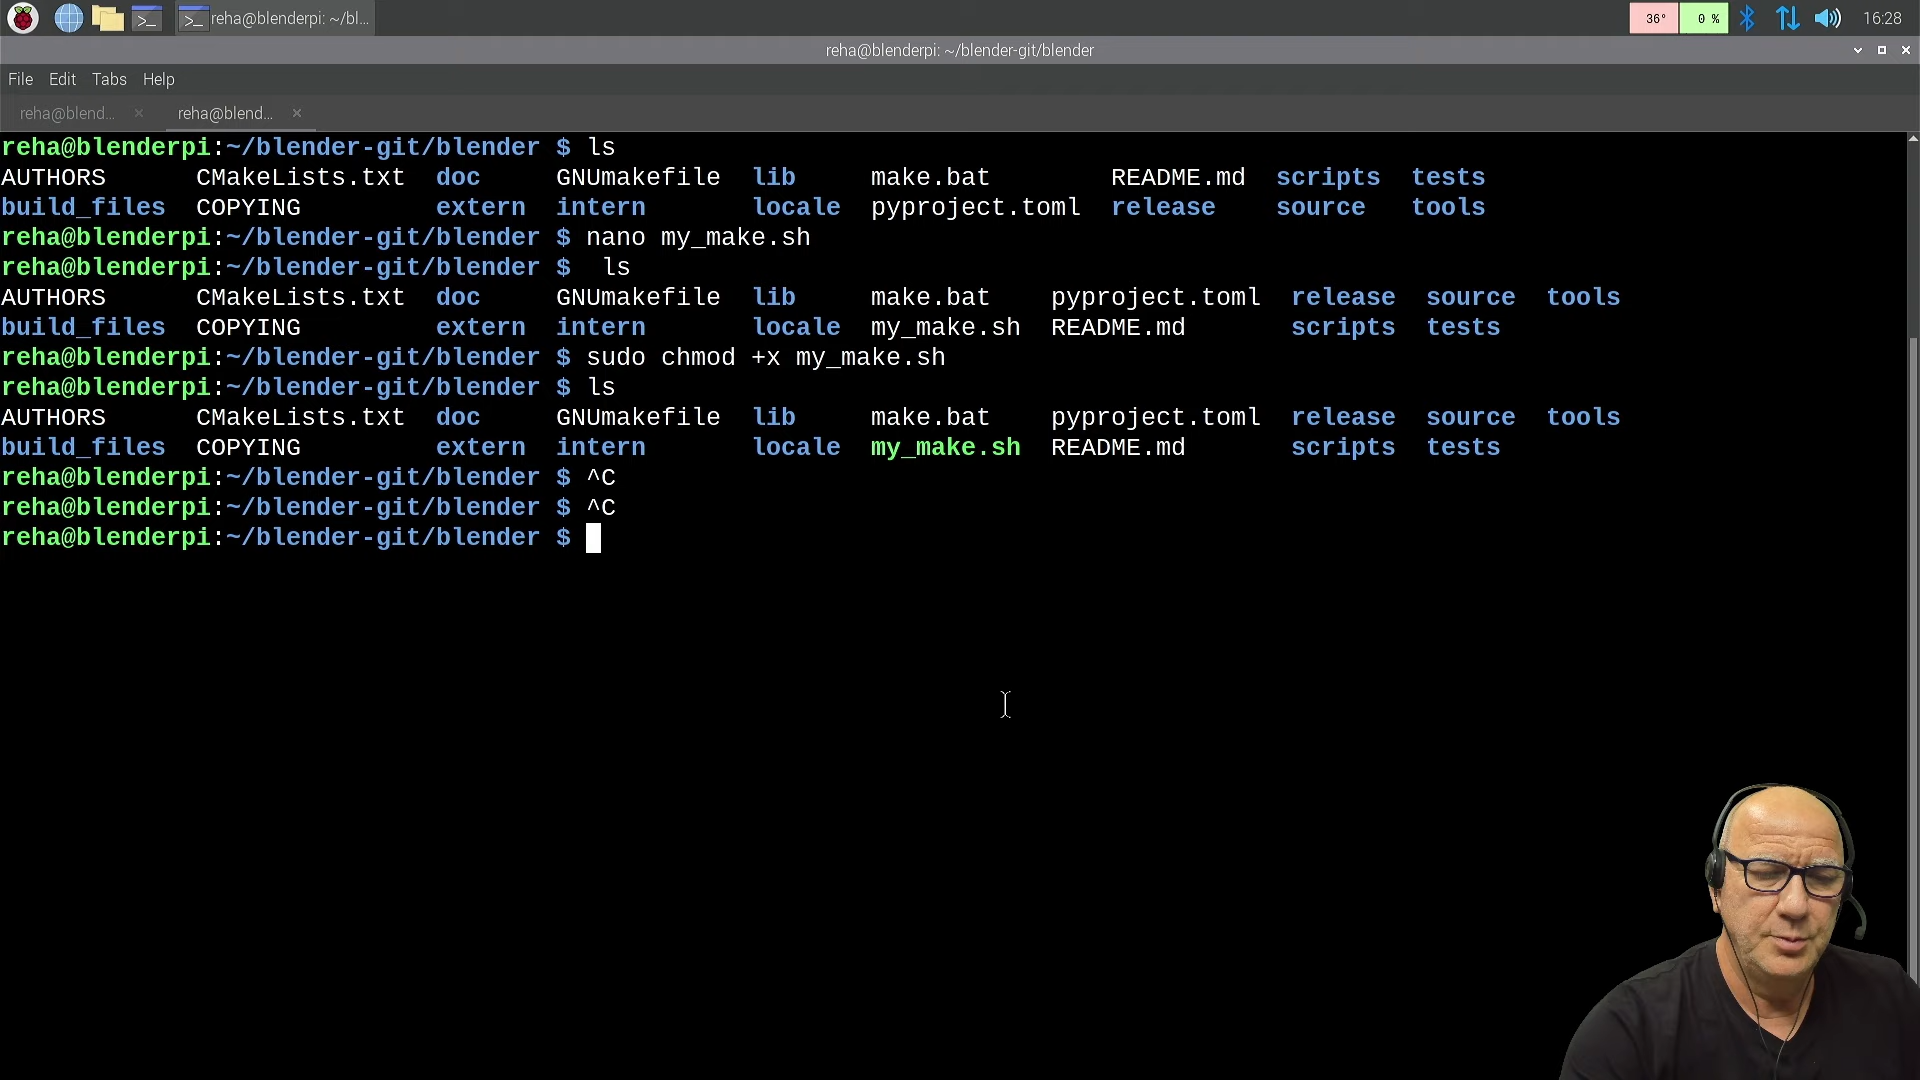 reha@blenderpi: ~/bl...
36°
0 %
16:28
reha@blenderpi: ~/blender-git/blender
File Edit Tabs Help
reha@blend...
reha@blend...
reha@blenderpi:~/blender-git/blender $ ls
AUTHORS CMakeLists.txt doc GNUmakefile lib make.bat README.md scripts tests
build_files COPYING extern intern locale pyproject.toml release source tools
reha@blenderpi:~/blender-git/blender $ nano my_make.sh
reha@blenderpi:~/blender-git/blender $  ls
AUTHORS CMakeLists.txt doc GNUmakefile lib make.bat pyproject.toml release source tools
build_files COPYING extern intern locale my_make.sh README.md scripts tests
reha@blenderpi:~/blender-git/blender $ sudo chmod +x my_make.sh
reha@blenderpi:~/blender-git/blender $ ls
AUTHORS CMakeLists.txt doc GNUmakefile lib make.bat pyproject.toml release source tools
build_files COPYING extern intern locale my_make.sh README.md scripts tests
reha@blenderpi:~/blender-git/blender $ ^C
reha@blenderpi:~/blender-git/blender $ ^C
reha@blenderpi:~/blender-git/blender $